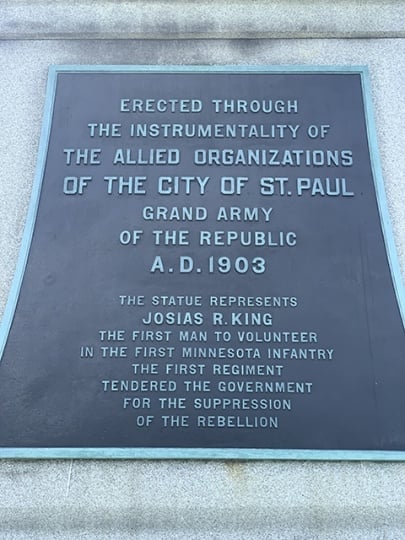 ERECTED THROUGH
THE INSTRUMENTALITY OF
THE ALLIED ORGANIZATIONS
OF THE CITY OF ST. PAUL
GRAND ARMY
OF THE REPUBLIC
A.D. 1903
THE STATUE REPRESENTS
JOSIAS R. KING
THE FIRST MAN TO VOLUNTEER
IN THE FIRST MINNESOTA INFANTRY
THE FIRST REGIMENT
TENDERED THE GOVERNMENT
FOR THE SUPPRESSION
OF THE REBELLION